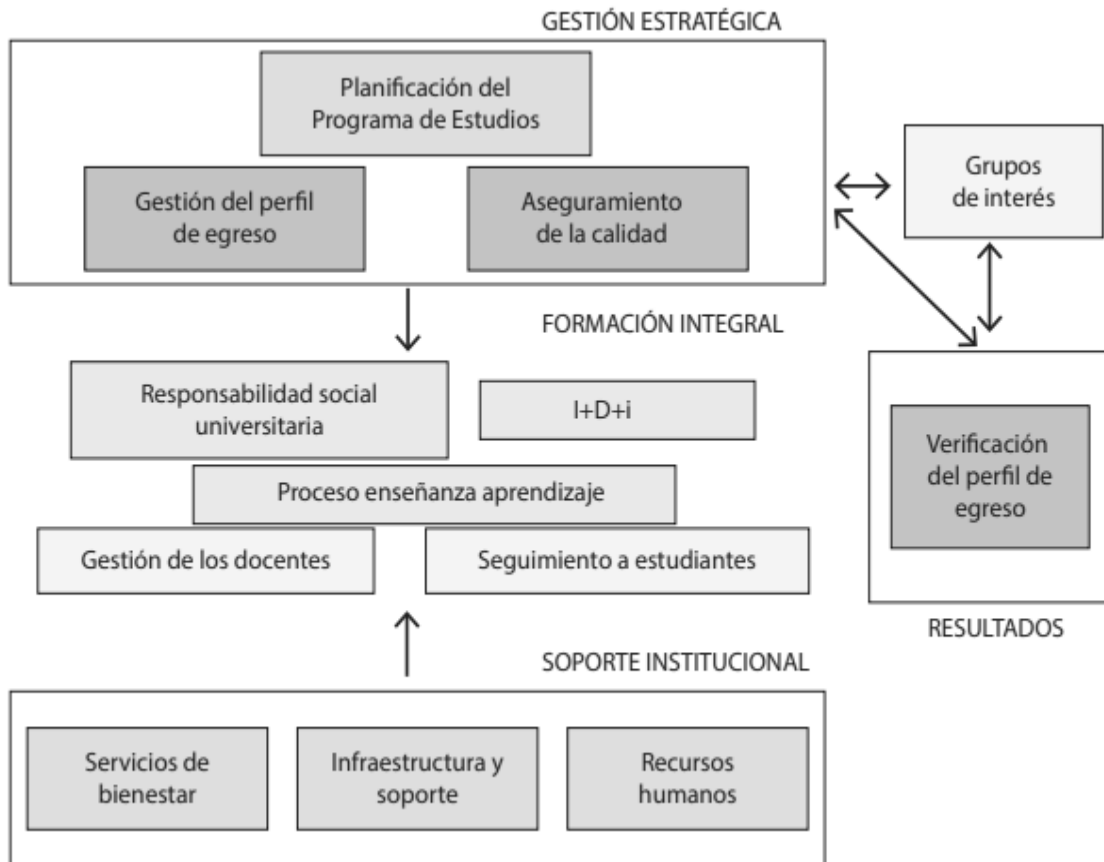 GESTIÓN ESTRATÉGICA
Planificación del
Programa de Estudios
Gestión del perfil
de egreso
Aseguramiento
de la calidad
Grupos
de interés
FORMACIÓN INTEGRAL
Responsabilidad social
universitaria
I+D+i
Proceso enseñanza aprendizaje
Gestión de los docentes
Seguimiento a estudiantes
Verificación
del perfil de
egreso
RESULTADOS
SOPORTE INSTITUCIONAL
Servicios de
bienestar
Infraestructura y
soporte
Recursos
humanos